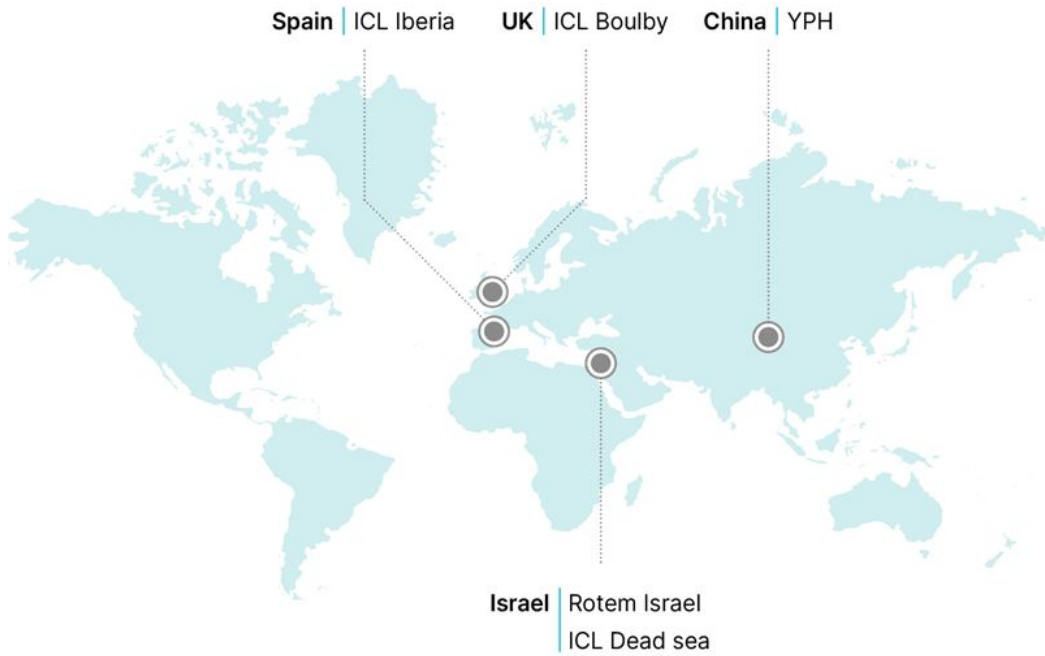 Spain | ICL Iberia
UK | ICL Boulby
China | YPH
Israel | Rotem Israel
ICL Dead sea